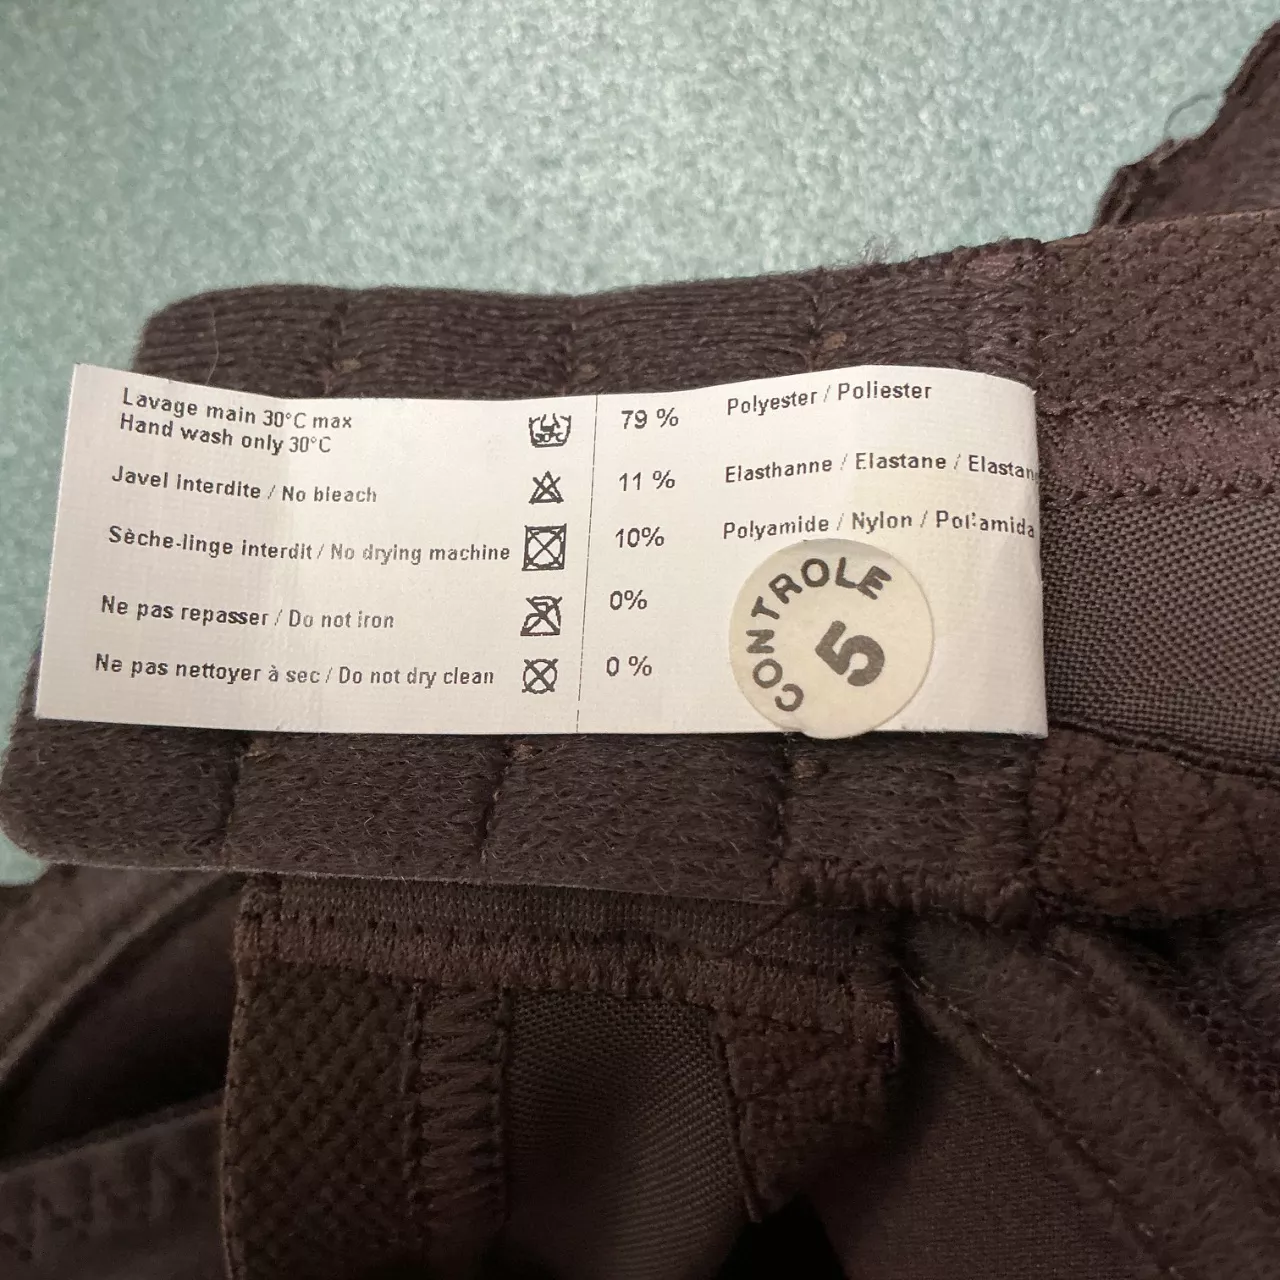 Lavage main 30°C max
Hand wash only 30°C
30°C
Javel interdite / No bleach
Sèche-linge interdit / No drying machine
Ne pas repasser / Do not iron
Ne pas nettoyer à sec / Do not dry clean
79 % Polyester / Poliester
11 % Elasthanne / Elastane / Elastan
10% Polyamide / Nylon / Poliamida
0%
0 %
CONTROLE
5